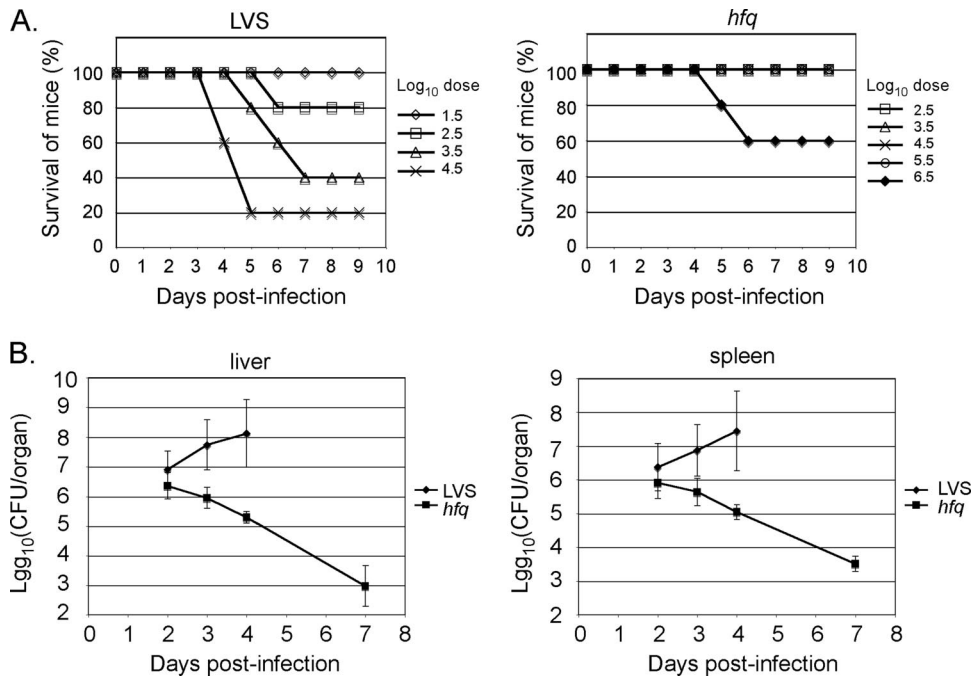 A.
LVS
Survival of mice (%)
100
80
60
40
20
0
0 1 2 3 4 5 6 7 8 9 10
Days post-infection
Log10 dose
1.5
2.5
3.5
4.5
hfq
Survival of mice (%)
100
80
60
40
20
0
0 1 2 3 4 5 6 7 8 9 10
Days post-infection
Log10 dose
2.5
3.5
4.5
5.5
6.5
B.
liver
Lgg10(CFU/organ)
10
9
8
7
6
5
4
3
2
0 1 2 3 4 5 6 7 8
Days post-infection
LVS
hfq
spleen
Lgg10(CFU/organ)
9
8
7
6
5
4
3
2
0 1 2 3 4 5 6 7 8
Days post-infection
LVS
hfq